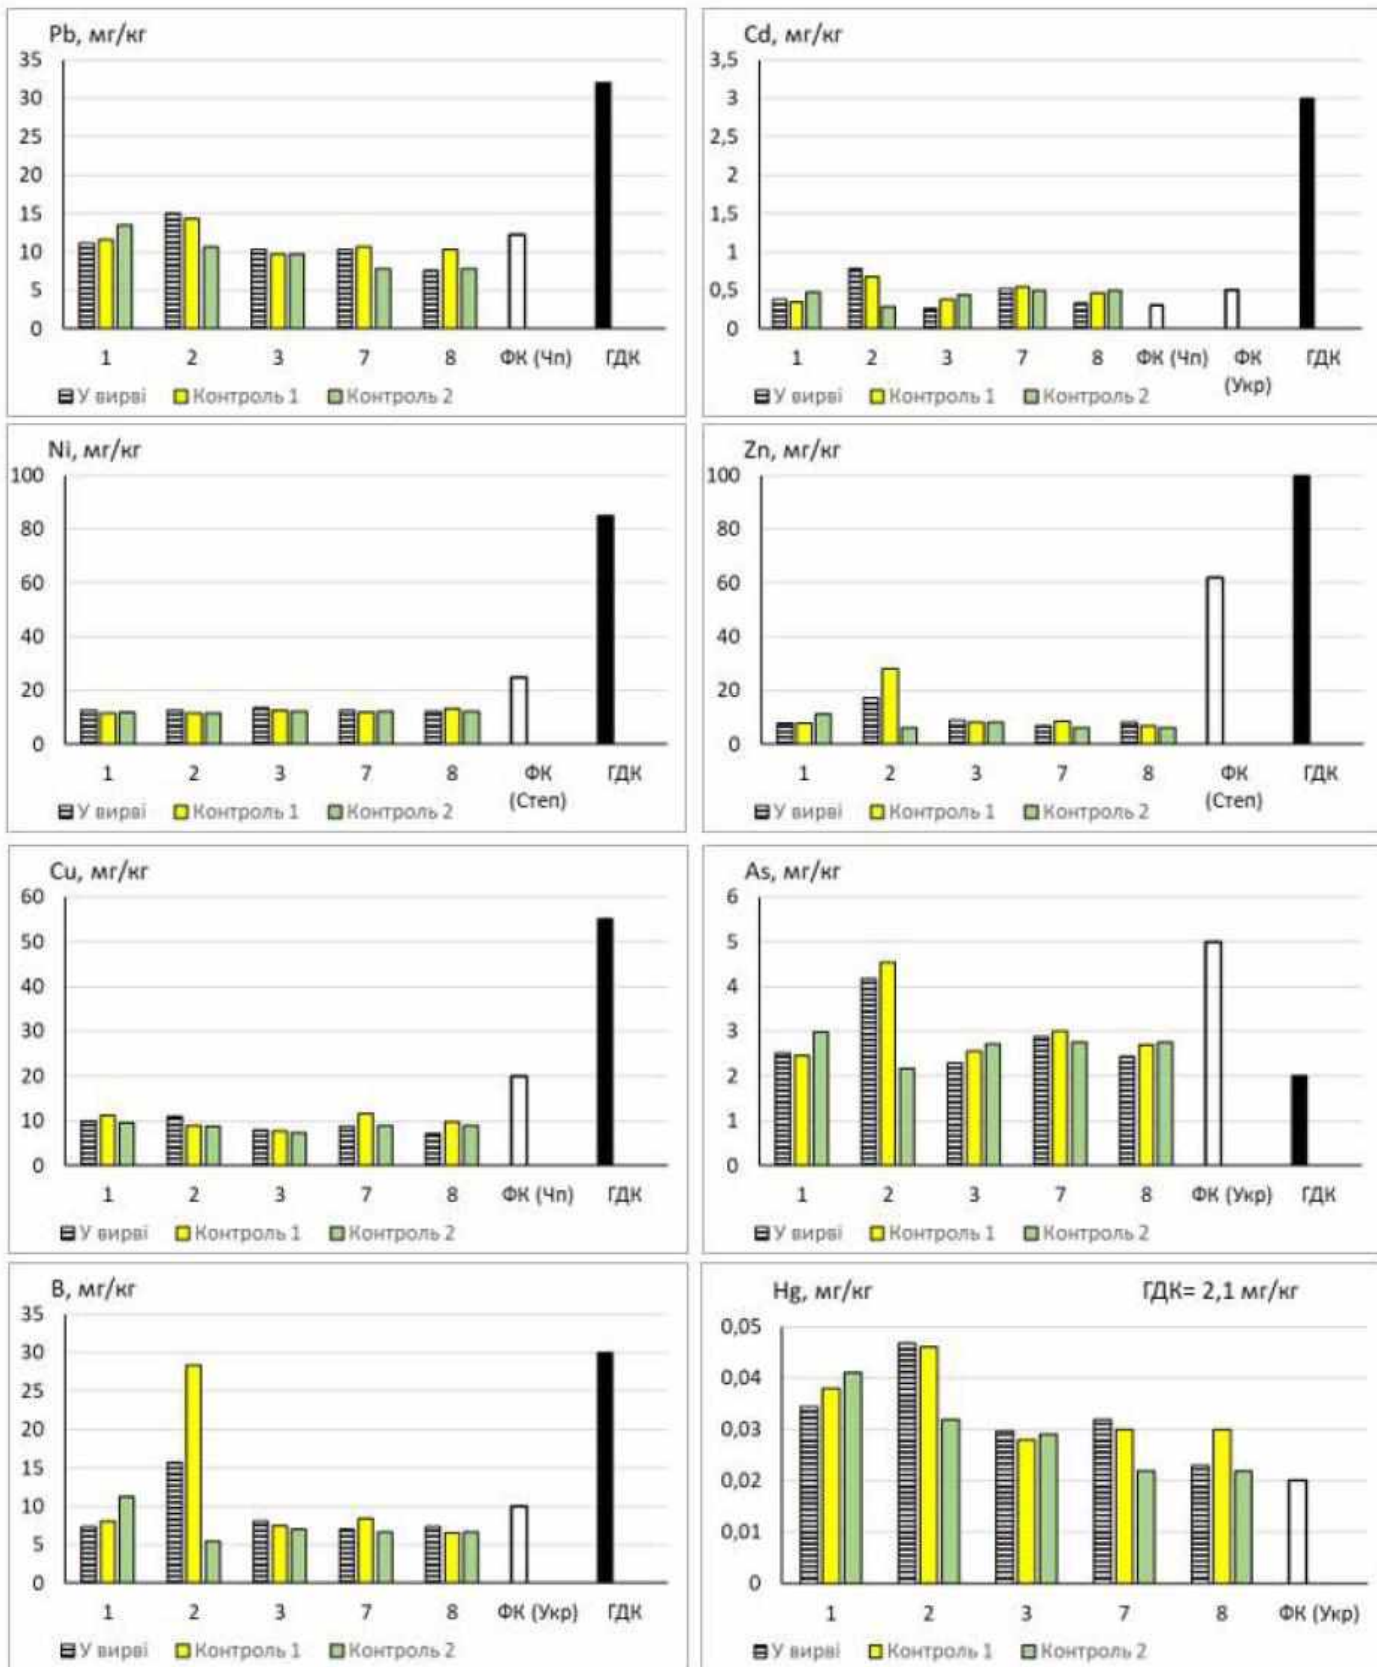 Pb, мг/кг
35
30
25
20
15
10
5
0
1 2 3 7 8 ФК (Чп) ГДК
У вирві Контроль 1 Контроль 2
Cd, мг/кг
3,5
3
2,5
2
1,5
1
0,5
0
1 2 3 7 8 ФК (Чп) ФК ГДК
(Укр)
У вирві Контроль 1 Контроль 2
Ni, мг/кг
100
80
60
40
20
0
1 2 3 7 8 ФК ГДК
(Степ)
У вирві Контроль 1 Контроль 2
Zn, мг/кг
100
80
60
40
20
0
1 2 3 7 8 ФК ГДК
(Степ)
У вирві Контроль 1 Контроль 2
Cu, мг/кг
60
50
40
30
20
10
0
1 2 3 7 8 ФК (Чп) ГДК
У вирві Контроль 1 Контроль 2
As, мг/кг
6
5
4
3
2
1
0
1 2 3 7 8 ФК (Укр) ГДК
У вирві Контроль 1 Контроль 2
B, мг/кг
35
30
25
20
15
10
5
0
1 2 3 7 8 ФК (Укр) ГДК
У вирві Контроль 1 Контроль 2
Hg, мг/кг ГДК= 2,1 мг/кг
0,05
0,04
0,03
0,02
0,01
0
1 2 3 7 8 ФК (Укр)
У вирві Контроль 1 Контроль 2